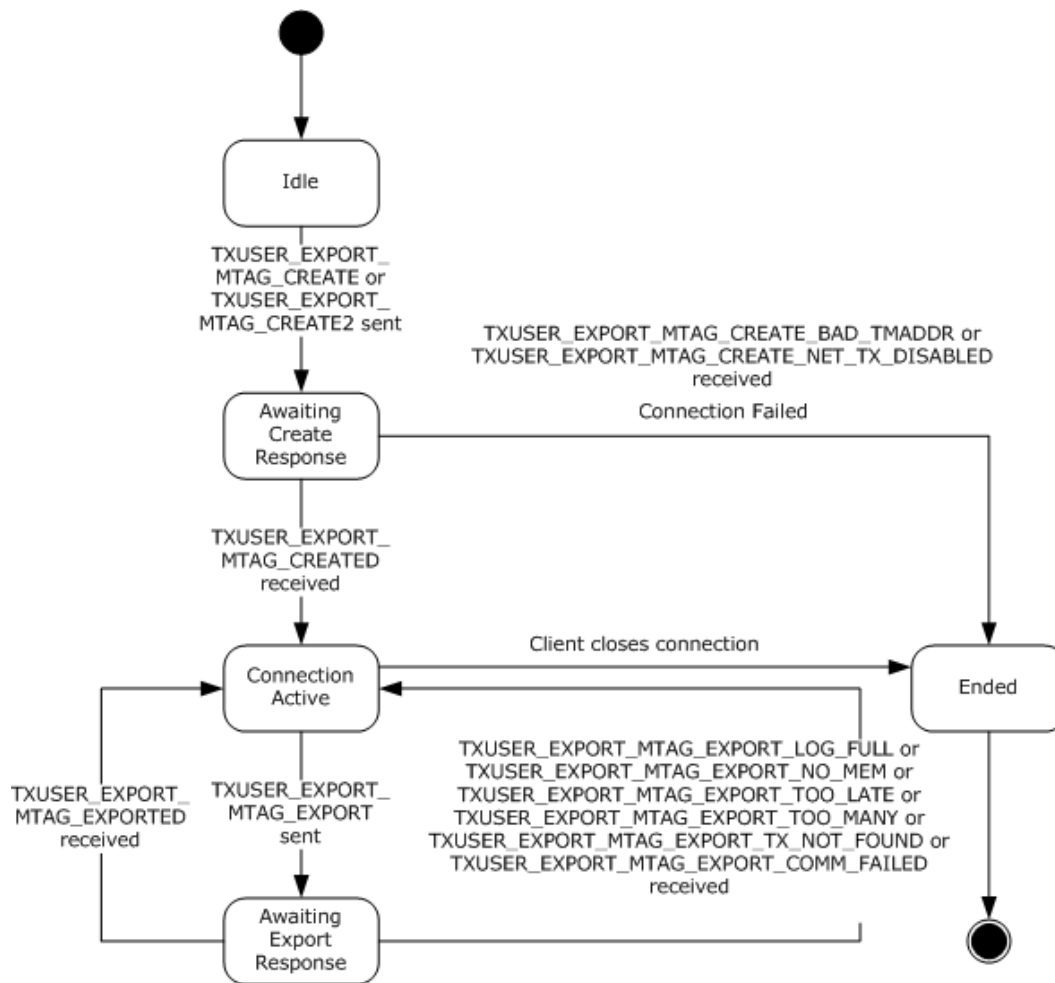 Idle
TXUSER_EXPORT_
MTAG_CREATE or
TXUSER_EXPORT_
MTAG_CREATE2 sent
TXUSER_EXPORT_MTAG_CREATE_BAD_TMADDR or
TXUSER_EXPORT_MTAG_CREATE_NET_TX_DISABLED
received
Connection Failed
Awaiting
Create
Response
TXUSER_EXPORT_
MTAG_CREATED
received
Client closes connection
Connection
Active
Ended
TXUSER_EXPORT_
MTAG_EXPORTED
received
TXUSER_EXPORT_
MTAG_EXPORT
sent
TXUSER_EXPORT_MTAG_EXPORT_LOG_FULL or
TXUSER_EXPORT_MTAG_EXPORT_NO_MEM or
TXUSER_EXPORT_MTAG_EXPORT_TOO_LATE or
TXUSER_EXPORT_MTAG_EXPORT_TOO_MANY or
TXUSER_EXPORT_MTAG_EXPORT_TX_NOT_FOUND or
TXUSER_EXPORT_MTAG_EXPORT_COMM_FAILED
received
Awaiting
Export
Response